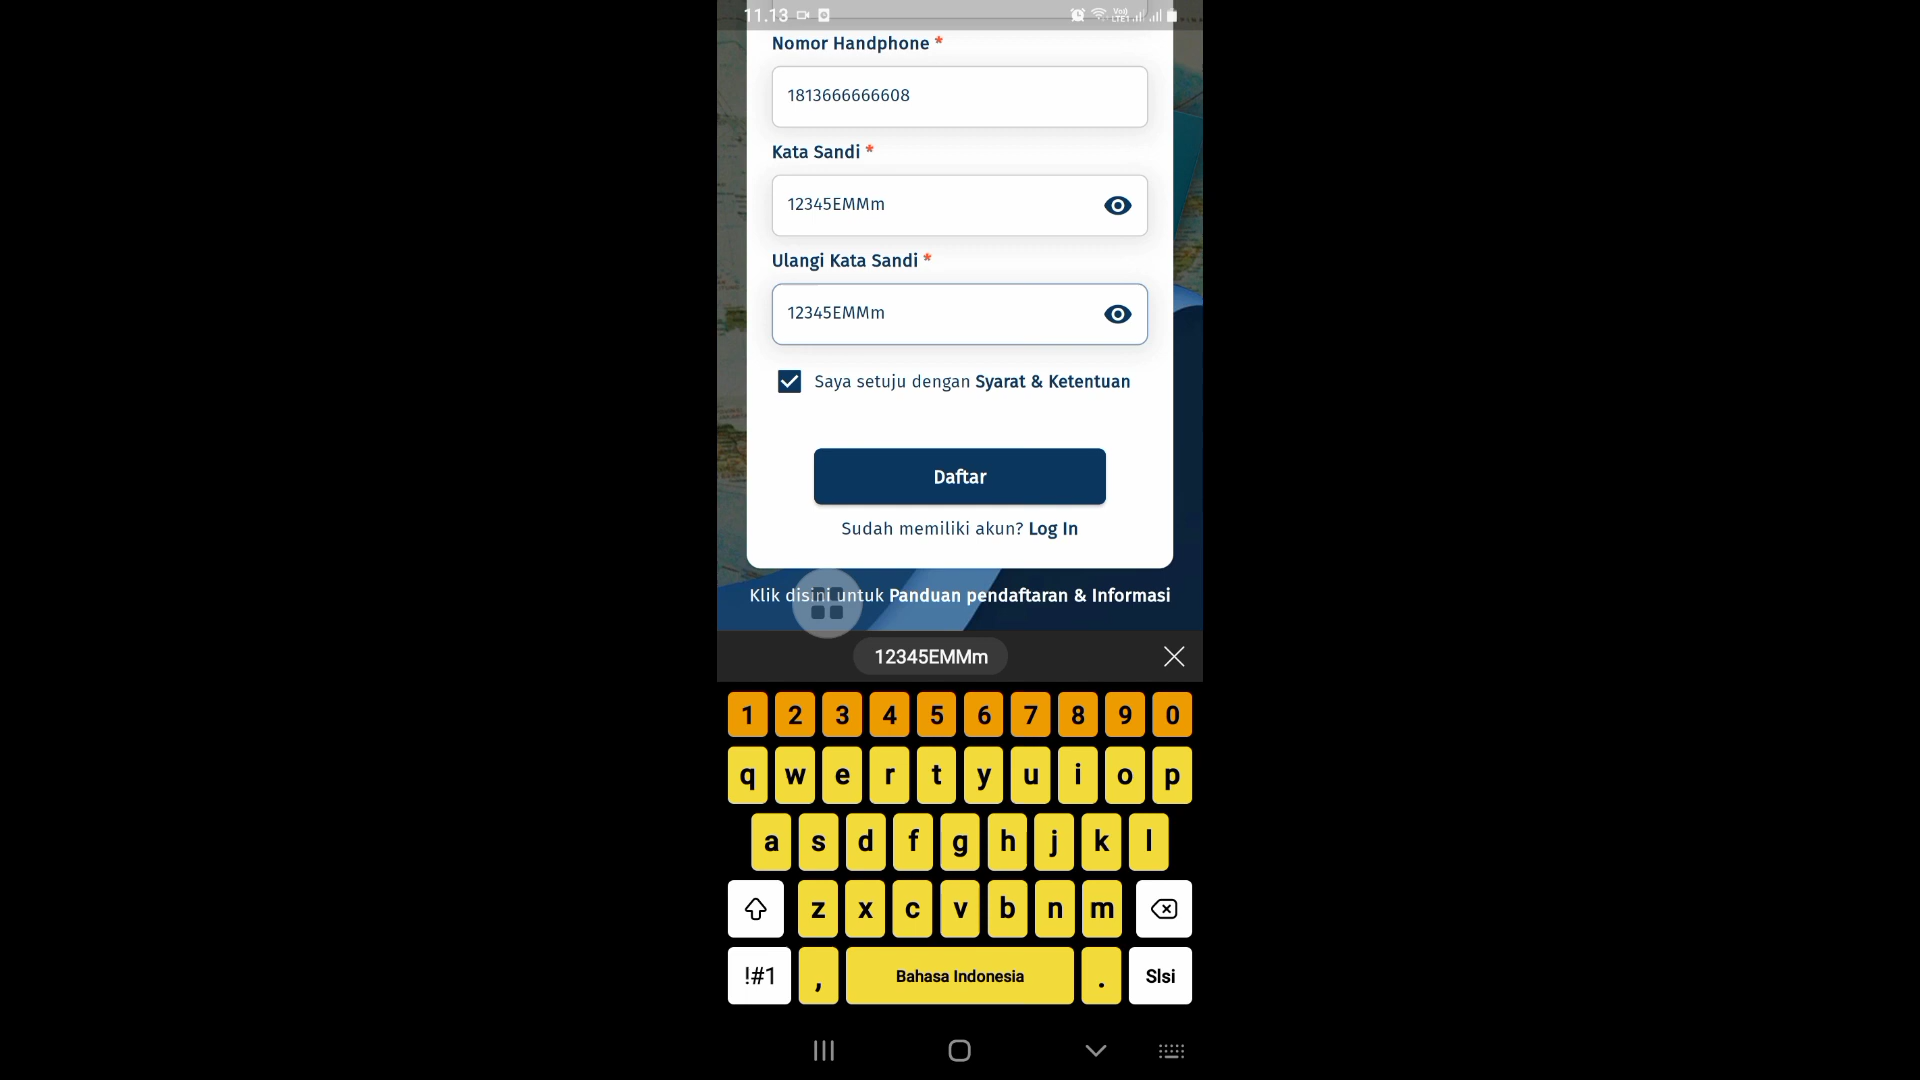 11.13
Vo)) LTE1
Nomor Handphone *
1813666666608
Kata Sandi *
12345EMMm
Ulangi Kata Sandi *
12345EMMm
Saya setuju dengan Syarat & Ketentuan
Daftar
Sudah memiliki akun? Log In
Klik disini untuk Panduan pendaftaran & Informasi
12345EMMm
1 2 3 4 5 6 7 8 9 0
q w e r t y u i o p
a s d f g h j k l
z x c v b n m
!#1 , Bahasa Indonesia . Slsi